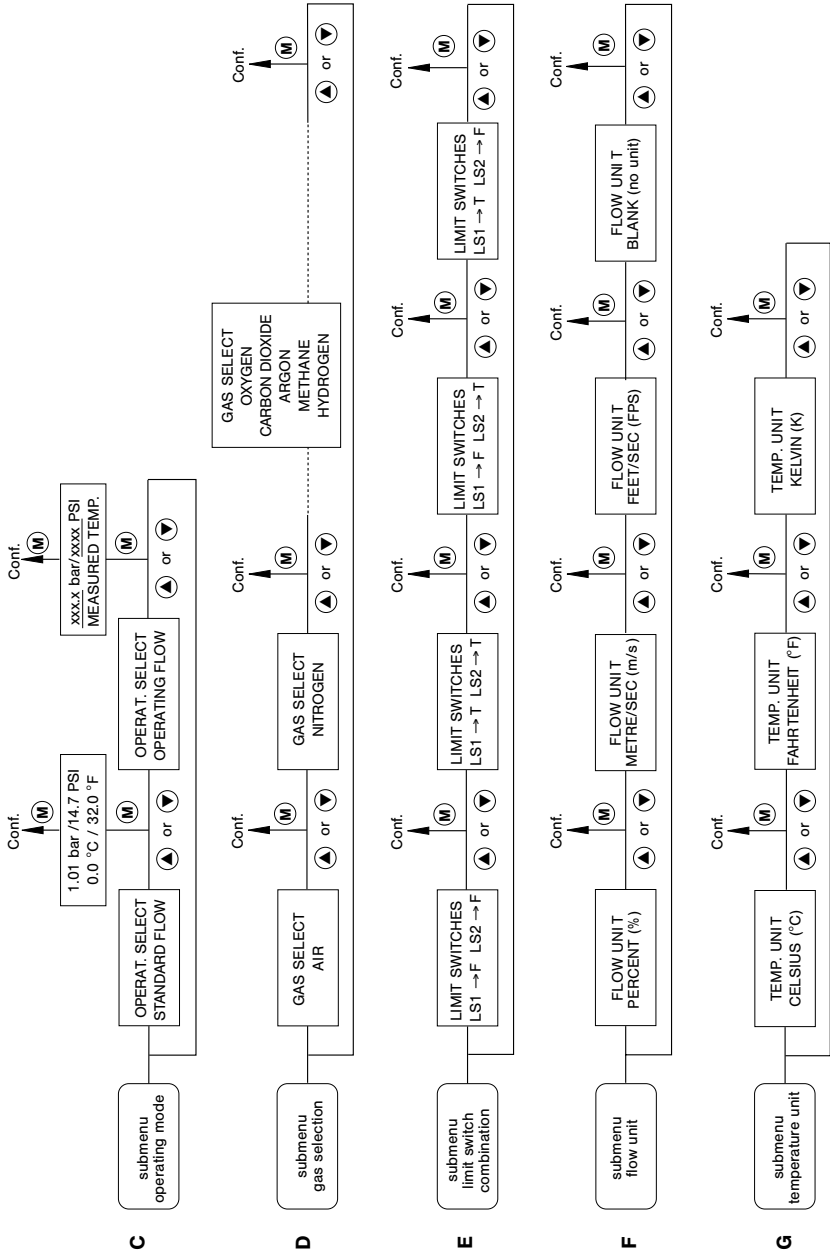 C
submenu
operating mode
OPERAT. SELECT
STANDARD FLOW
or
M
1.01 bar /14.7 PSI
0.0 °C / 32.0 °F
M
Conf.
OPERAT. SELECT
OPERATING FLOW
or
M
xxx.x bar/xxxx PSI
MEASURED TEMP.
M
Conf.
D
submenu
gas selection
GAS SELECT
AIR
or
M
Conf.
GAS SELECT
NITROGEN
or
M
Conf.
GAS SELECT
OXYGEN
CARBON DIOXIDE
ARGON
METHANE
HYDROGEN
or
M
Conf.
E
submenu
limit switch
combination
LIMIT SWITCHES
LS1 → F LS2 → F
or
M
Conf.
LIMIT SWITCHES
LS1 → T LS2 → T
or
M
Conf.
LIMIT SWITCHES
LS1 → F LS2 → T
or
M
Conf.
LIMIT SWITCHES
LS1 → T LS2 → F
or
M
Conf.
F
submenu
flow unit
FLOW UNIT
PERCENT (%)
or
M
Conf.
FLOW UNIT
METRE/SEC (m/s)
or
M
Conf.
FLOW UNIT
FEET/SEC (FPS)
or
M
Conf.
FLOW UNIT
BLANK (no unit)
or
M
Conf.
G
submenu
temperature unit
TEMP. UNIT
CELSIUS (°C)
or
M
Conf.
TEMP. UNIT
FAHRTENHEIT (°F)
or
M
Conf.
TEMP. UNIT
KELVIN (K)
or
M
Conf.